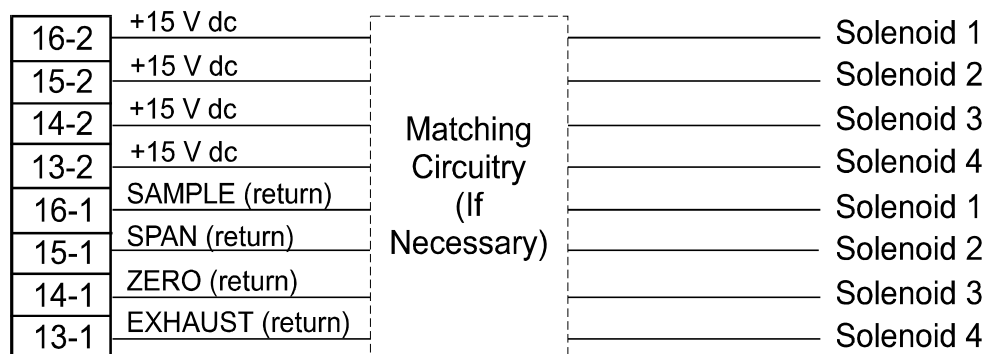 16-2 +15 V dc Solenoid 1
15-2 +15 V dc Solenoid 2
14-2 +15 V dc Solenoid 3
13-2 +15 V dc Solenoid 4
16-1 SAMPLE (return) Solenoid 1
15-1 SPAN (return) Solenoid 2
14-1 ZERO (return) Solenoid 3
13-1 EXHAUST (return) Solenoid 4
Matching
Circuitry
(If
Necessary)